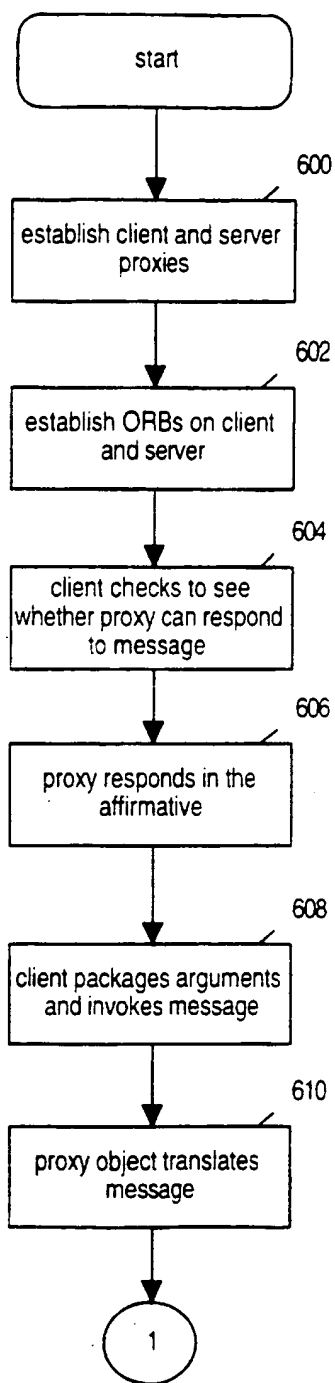 start
600
establish client and server
proxies
602
establish ORBs on client
and server
604
client checks to see
whether proxy can respond
to message
606
proxy responds in the
affirmative
608
client packages arguments
and invokes message
610
proxy object translates
message
1